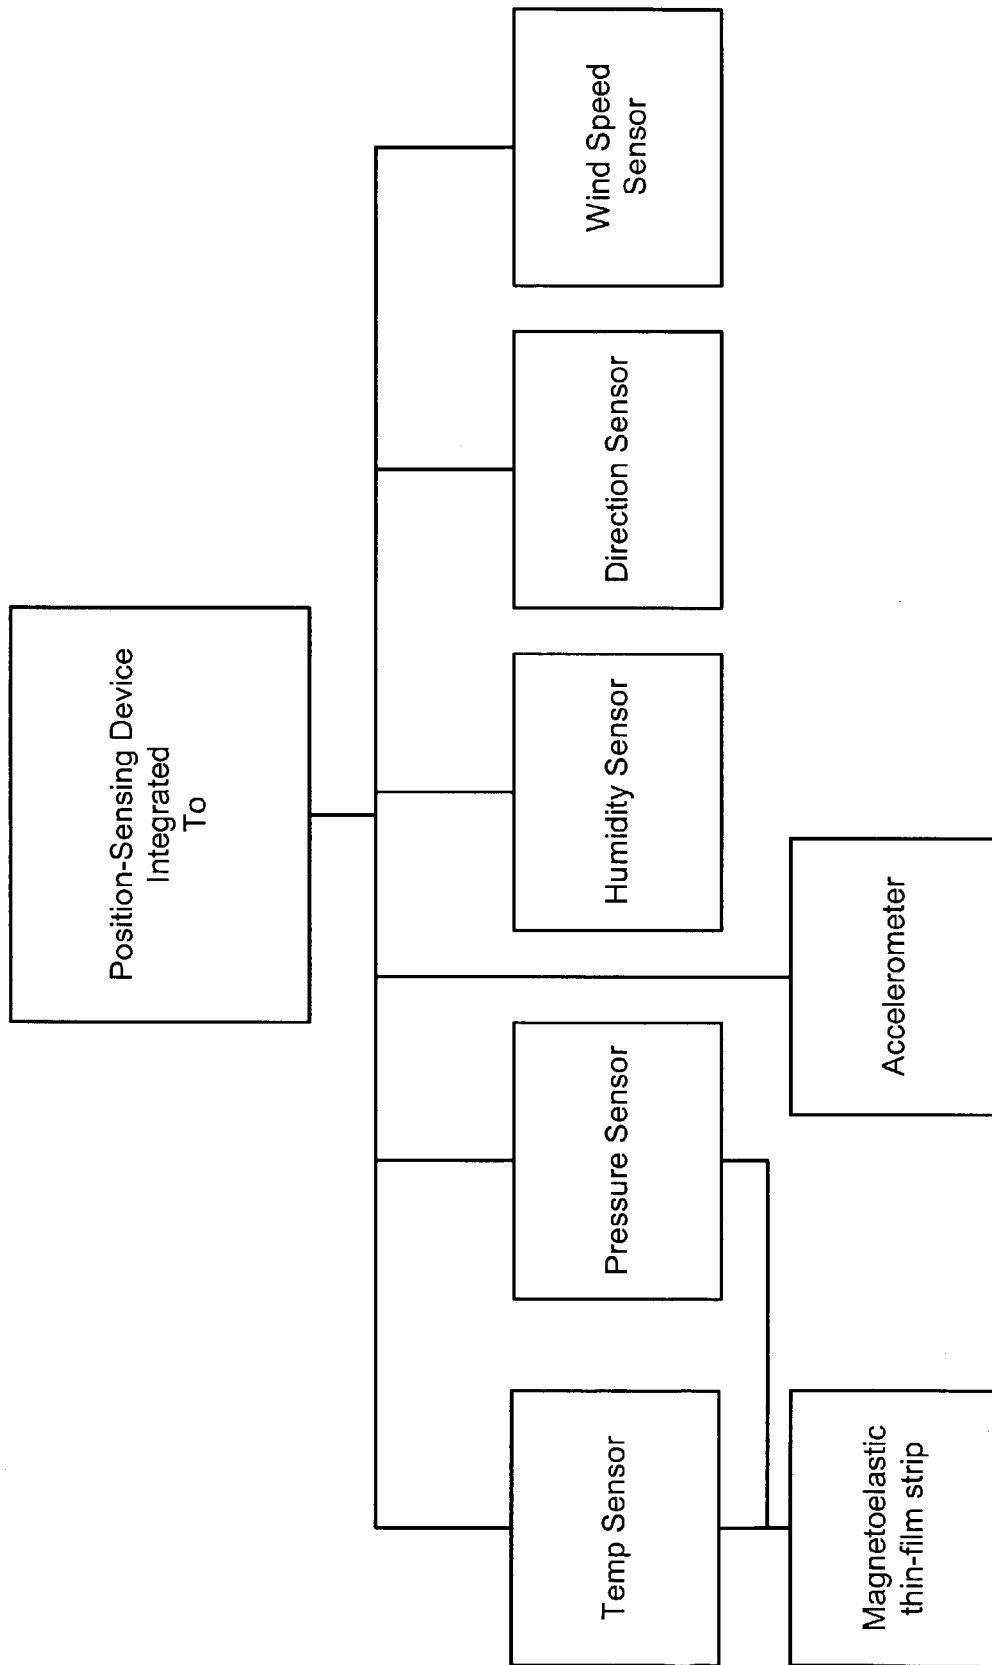 Position-Sensing Device
Integrated
To
Temp Sensor
Pressure Sensor
Humidity Sensor
Direction Sensor
Wind Speed
Sensor
Magnetoelastic
thin-film strip
Accelerometer